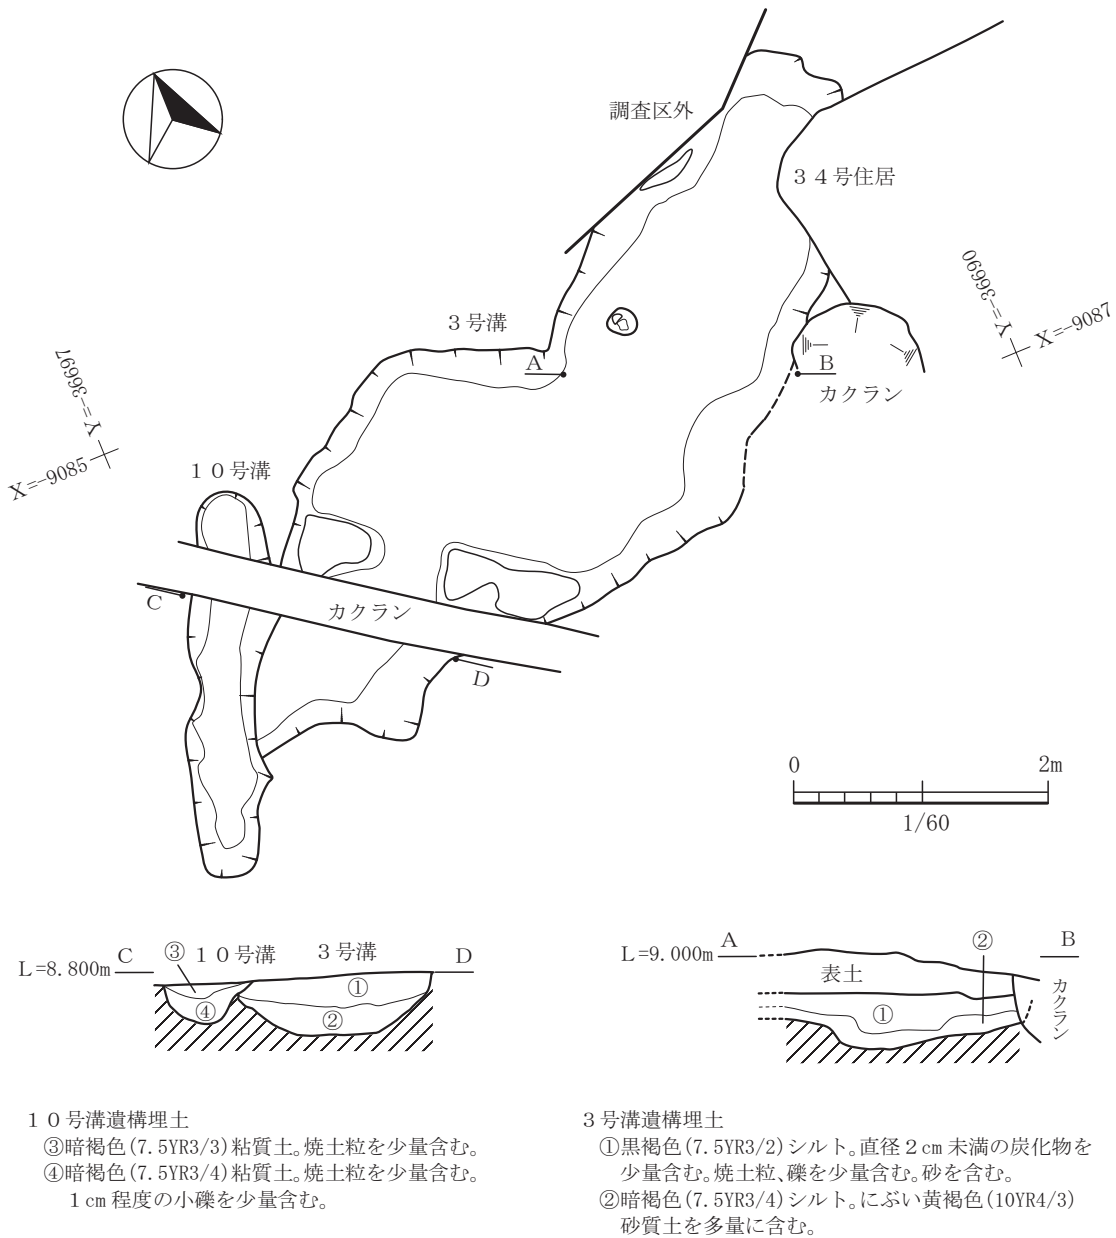 調査区外
３４号住居
３号溝
A
B
カクラン
Y=-36690
X=-9087
Y=-36697
X=-9085
１０号溝
C
カクラン
D
0
2m
1/60
L=8.800m
C
③
１０号溝
３号溝
D
①
②
④
L=9.000m
A
②
B
表土
①
カクラン
１０号溝遺構埋土
③暗褐色(7.5YR3/3)粘質土。焼土粒を少量含む。
④暗褐色(7.5YR3/4)粘質土。焼土粒を少量含む。
１cm 程度の小礫を少量含む。
３号溝遺構埋土
①黒褐色(7.5YR3/2)シルト。直径２cm 未満の炭化物を
少量含む。焼土粒、礫を少量含む。砂を含む。
②暗褐色(7.5YR3/4)シルト。にぶい黄褐色(10YR4/3)
砂質土を多量に含む。